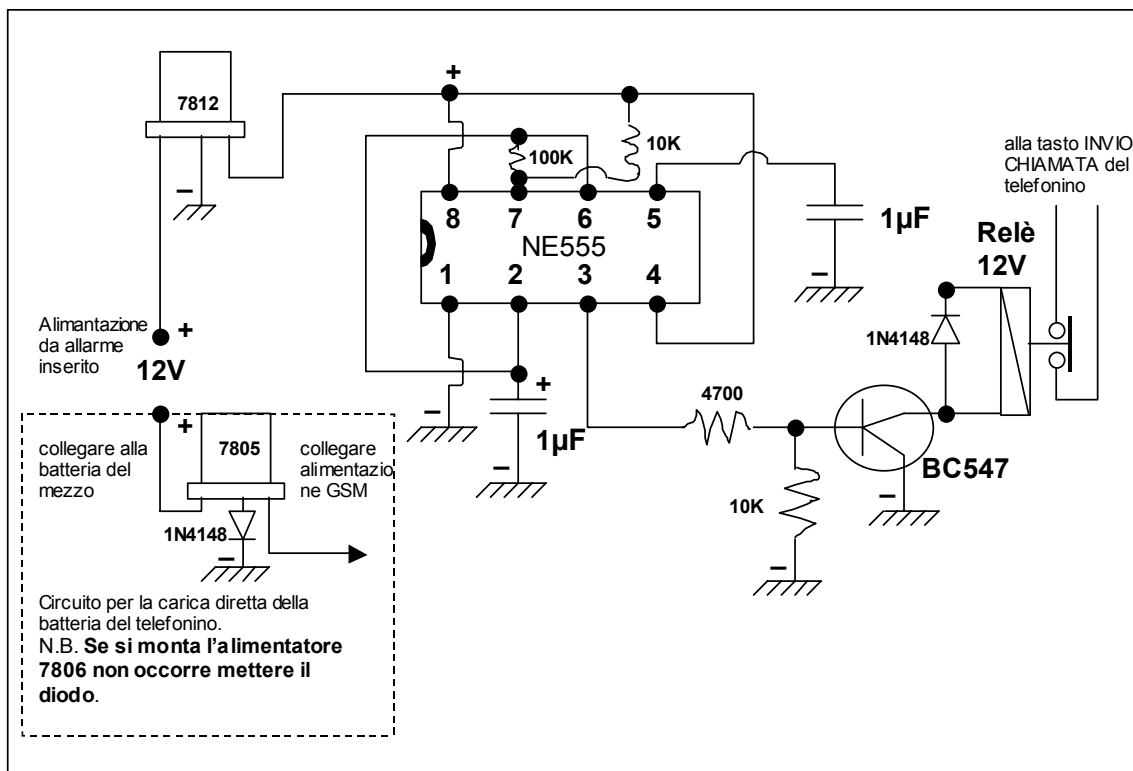 7812
−
+
100K
10K
alla tasto INVIO
CHIAMATA del
telefonino
8 7 6 5
NE555
1 2 3 4
1µF
−
Relè
12V
1N4148
Alimantazione
da allarme
inserito
+
12V
−
+
1µF
−
4700
10K
−
BC547
−
collegare alla
batteria del
mezzo
+
7805
collegare
alimentazio
ne GSM
1N4148
−
Circuito per la carica diretta della
batteria del telefonino.
N.B. Se si monta l'alimentatore
7806 non occorre mettere il
diodo.